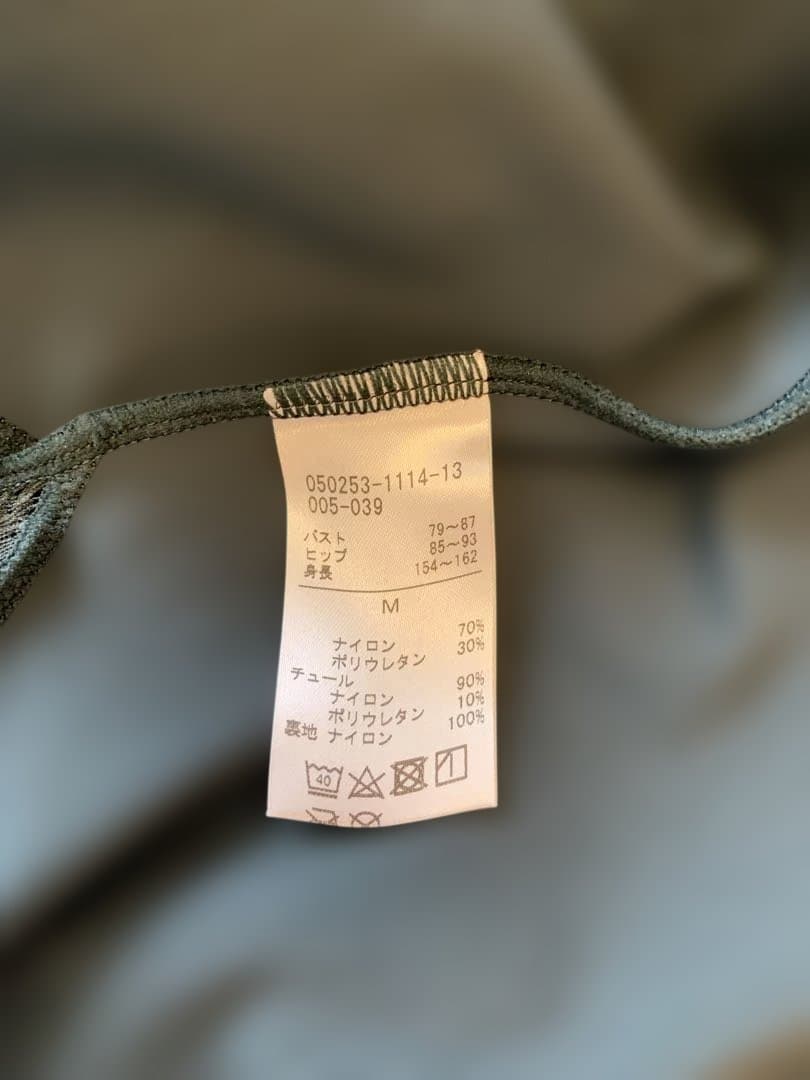 050253-1114-13
005-039
バスト 79～87
ヒップ 85～93
身長 154～162
M
ナイロン 70%
ポリウレタン 30%
チュール
ナイロン 90%
ポリウレタン 10%
裏地 ナイロン 100%
40